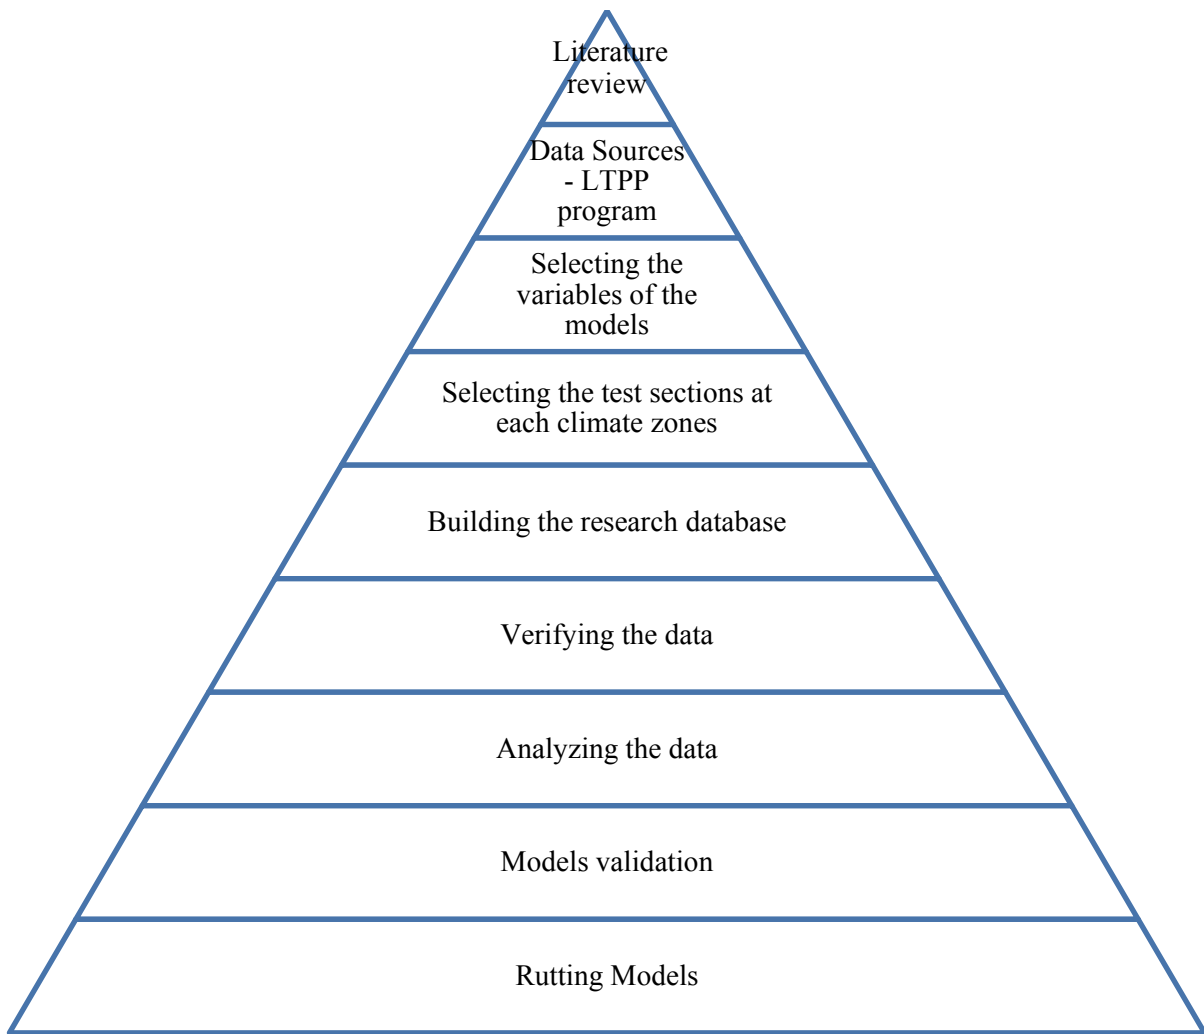 Literature
review
Data Sources
- LTPP
program
Selecting the
variables of the
models
Selecting the test sections at
each climate zones
Building the research database
Verifying the data
Analyzing the data
Models validation
Rutting Models